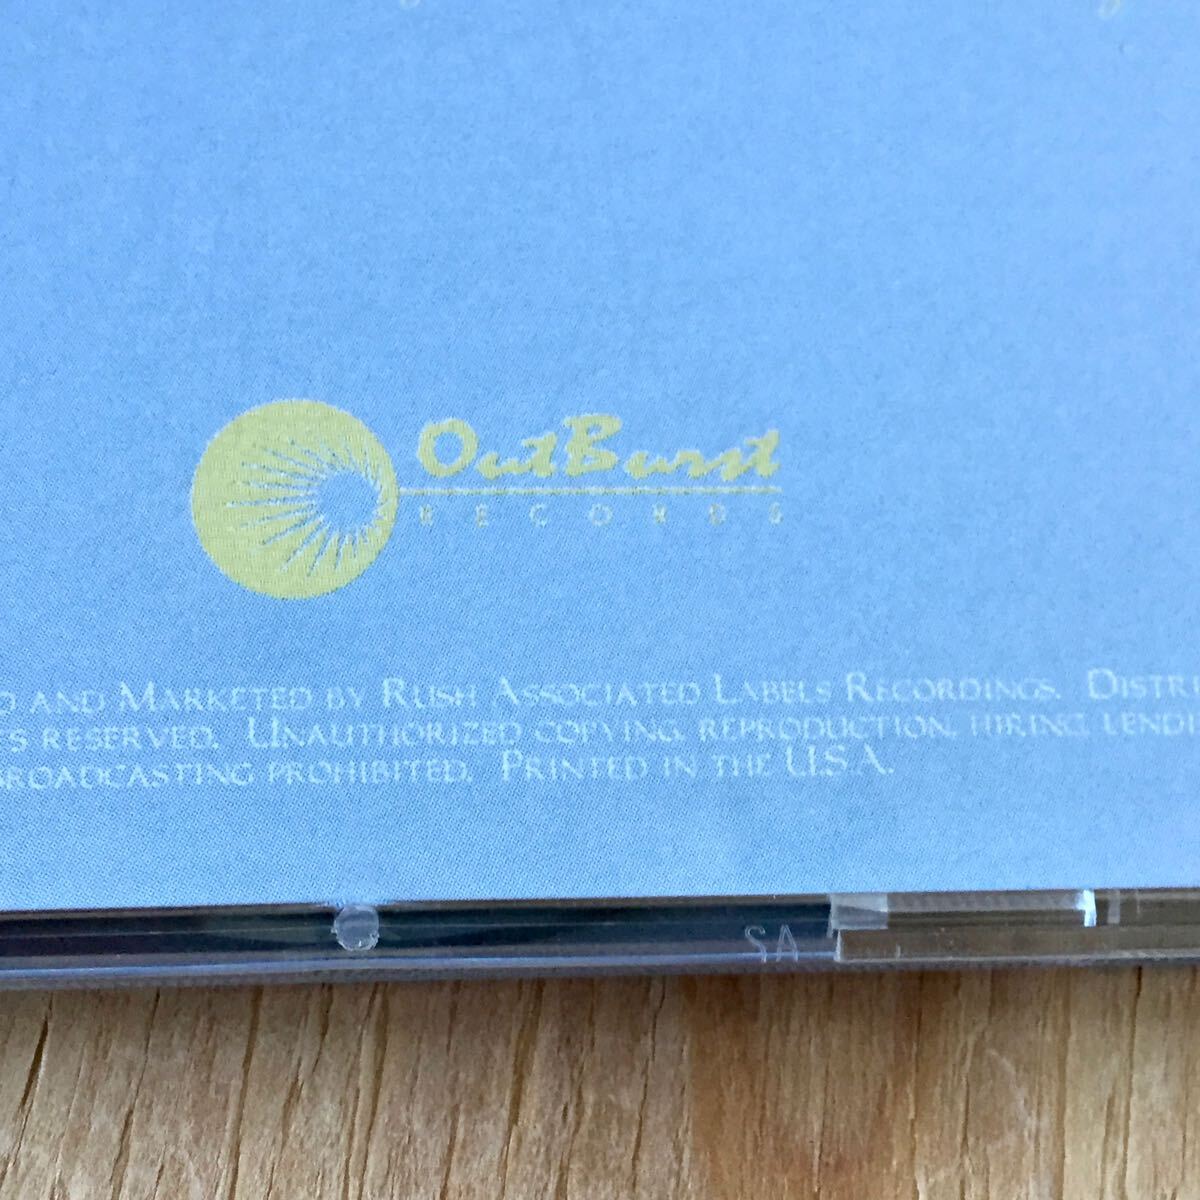 OutBurst
RECORDS
D AND MARKETED BY RUSH ASSOCIATED LABELS RECORDINGS. DISTRI
S RESERVED. UNAUTHORIZED COPYING, REPRODUCTION, HIRING, LENDI
BROADCASTING PROHIBITED. PRINTED IN THE U.S.A.
SA